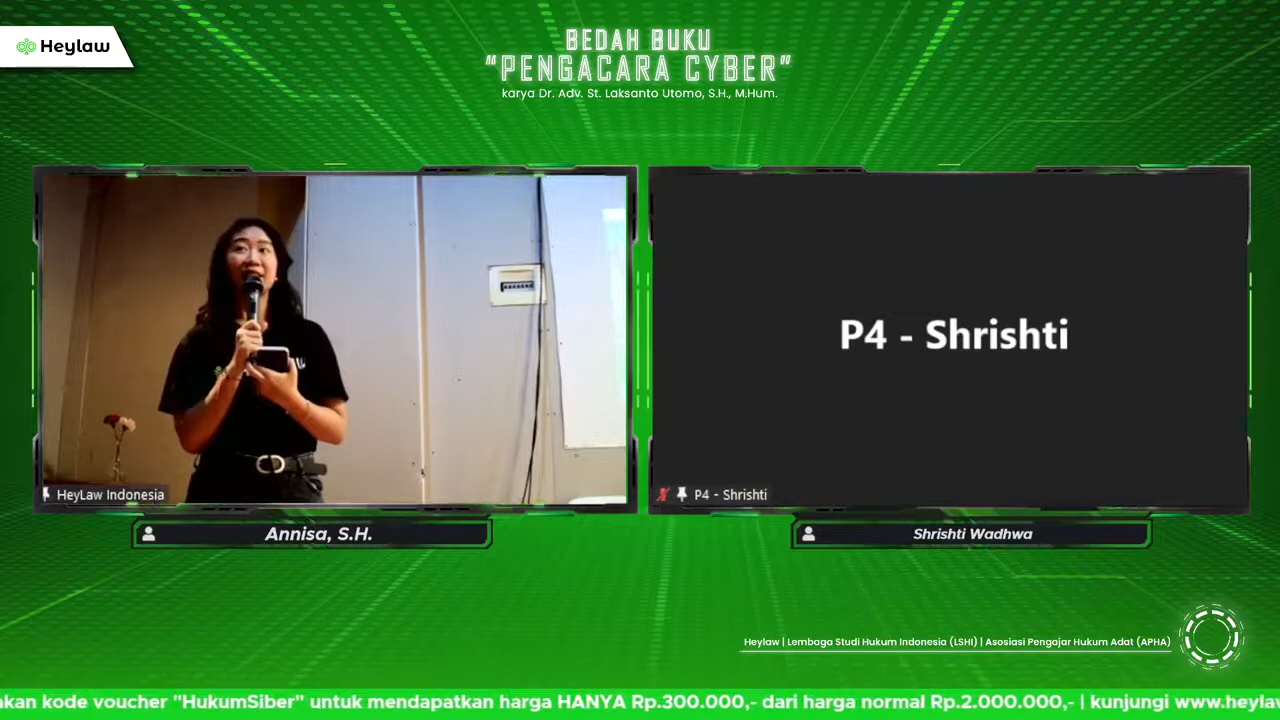 Heylaw
BEDAH BUKU
"PENGACARA CYBER"
karya Dr. Adv. St. Laksanto Utomo, S.H., M.Hum.
P4 - Shrishti
HeyLaw Indonesia
P4 - Shrishti
Annisa, S.H.
Shrishti Wadhwa
Heylaw | Lembaga Studi Hukum Indonesia (LSHI) | Asosiasi Pengajar Hukum Adat (APHA)
akan kode voucher "HukumSiber" untuk mendapatkan harga HANYA Rp.300.000,- dari harga normal Rp.2.000.000,- | kunjungi www.heyla